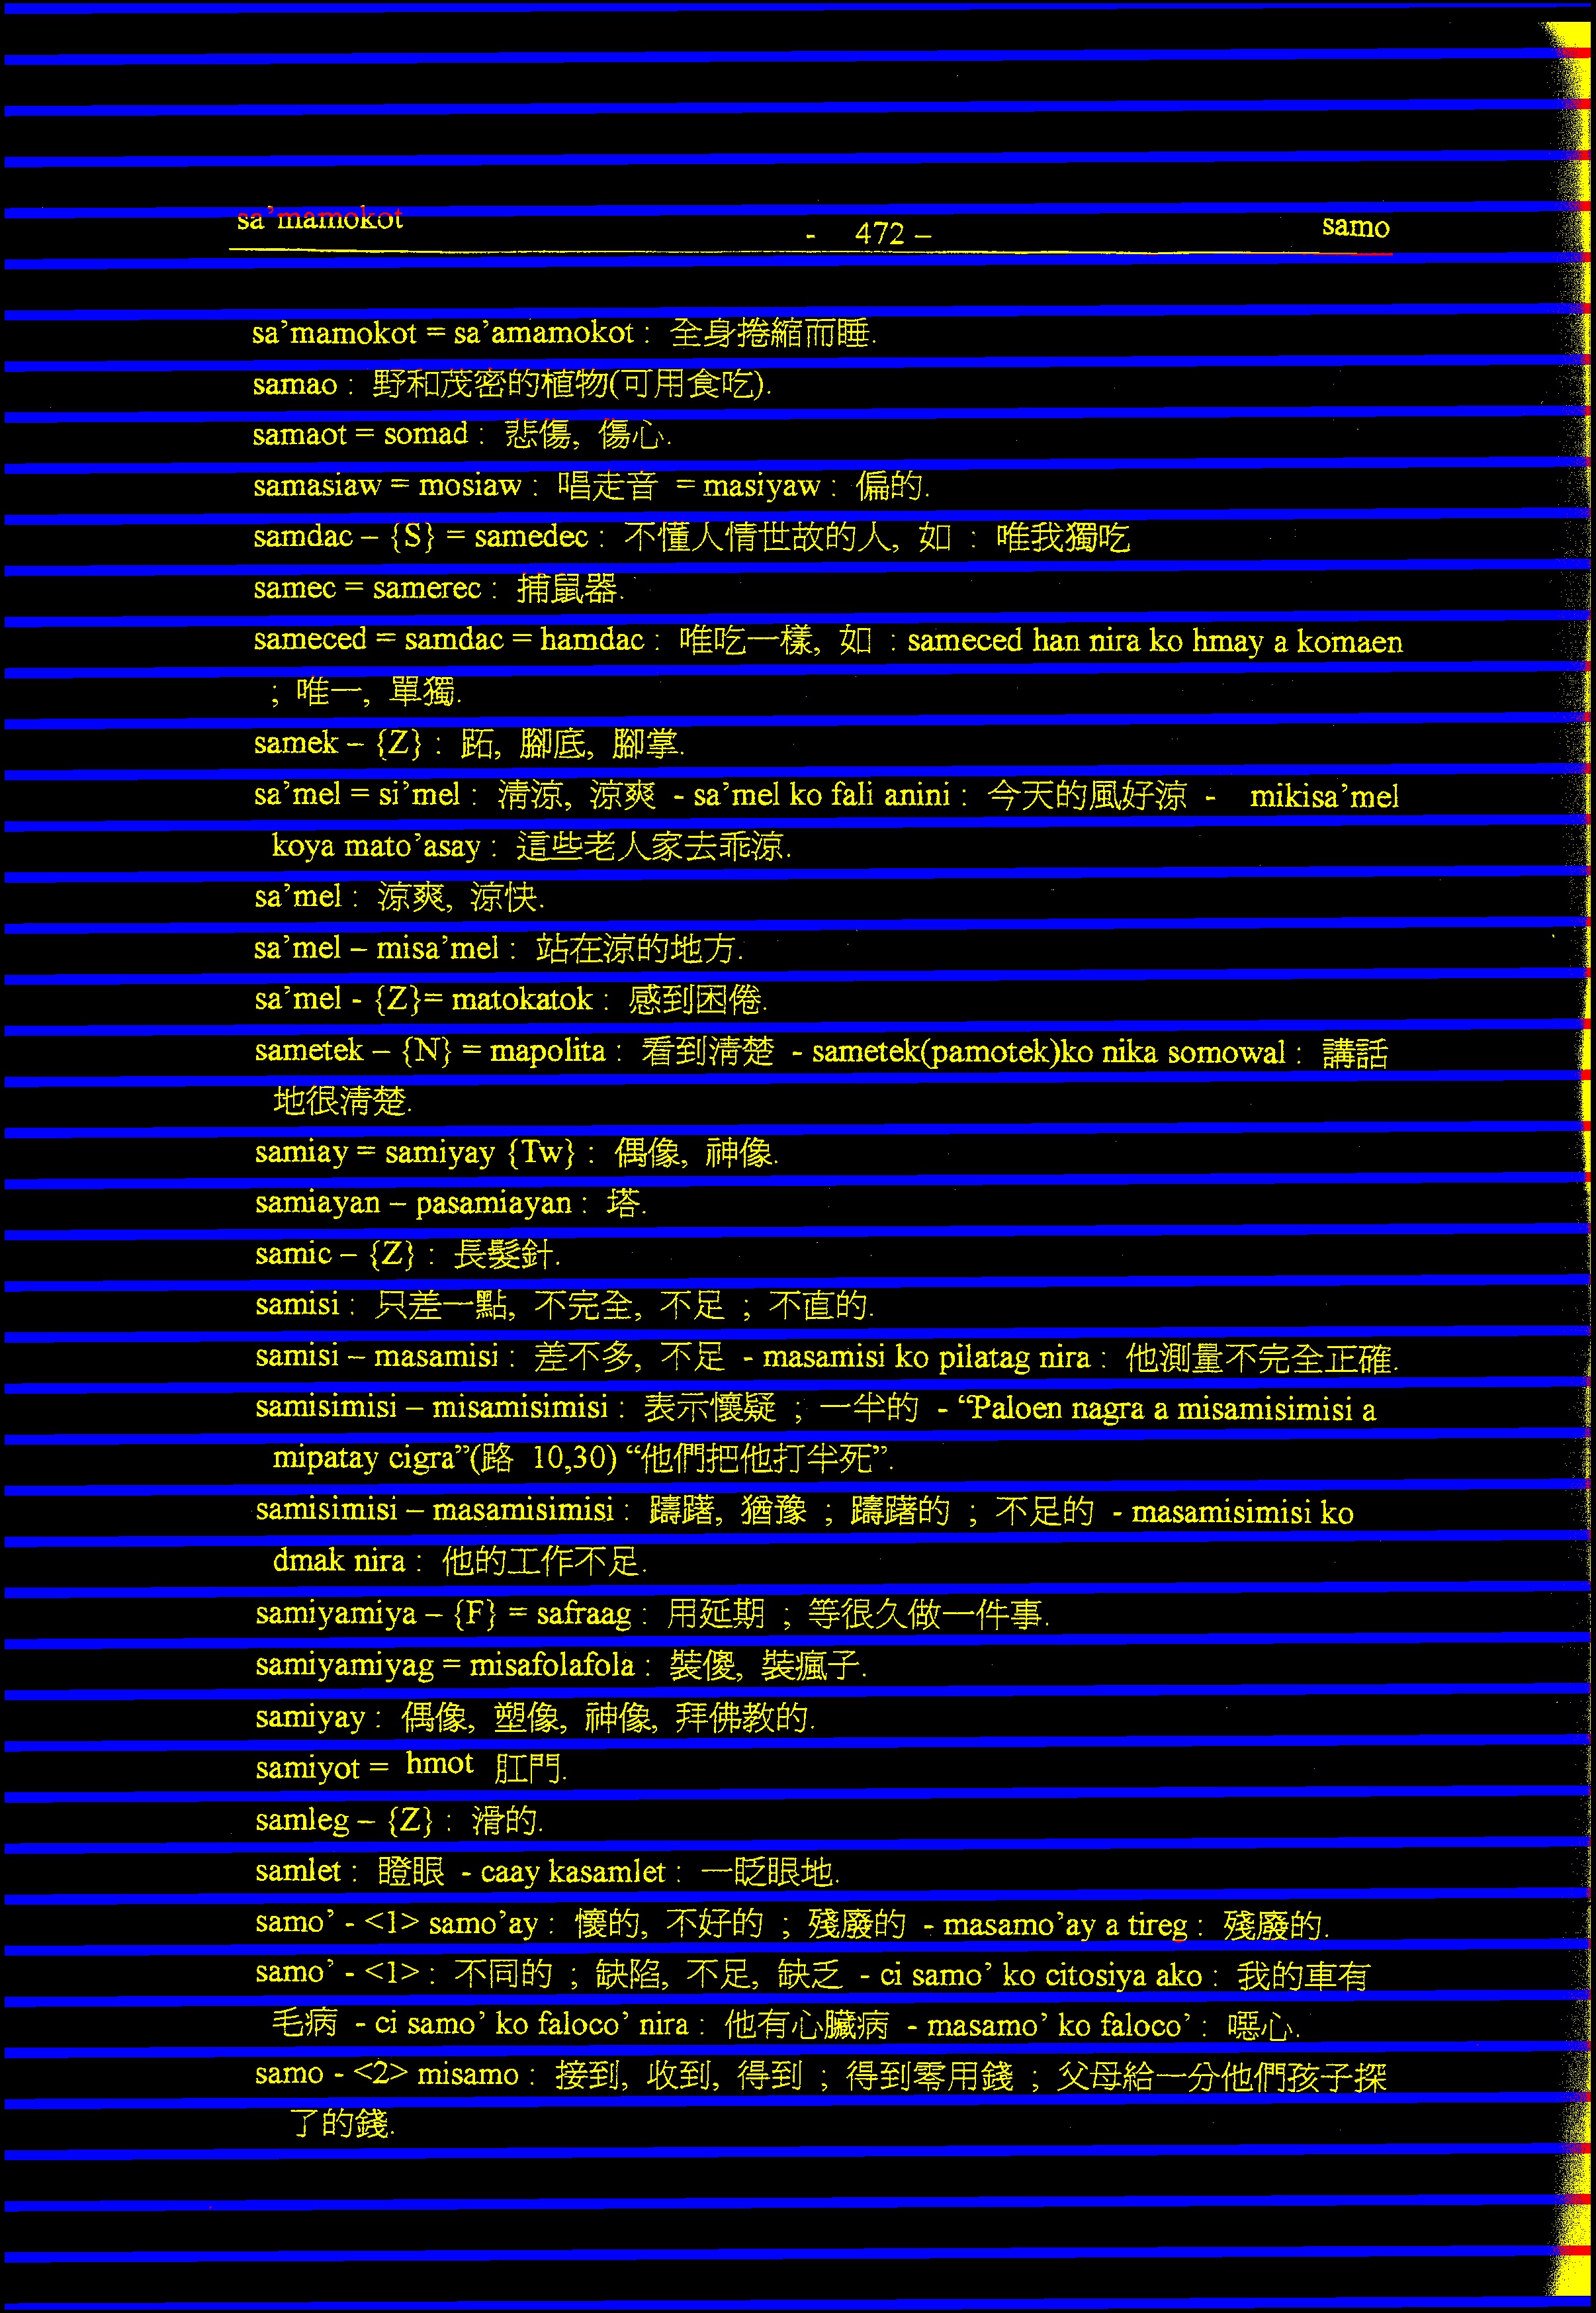 sa’mamokot - 472 – samo
sa’mamokot = sa’amamokot : 全身捲縮而睡.
samao : 野和茂密的植物(可用食吃).
samaot = somad : 悲傷, 傷心.
samasiaw = mosiaw : 唱走音 = masiyaw : 偏的.
samdac – {S} = samedec : 不懂人情世故的人, 如 : 唯我獨吃
samec = samerec : 捕鼠器.
sameced = samdac = hamdac : 唯吃一樣, 如 : sameced han nira ko hmay a komaen
; 唯一, 單獨.
samek – {Z} : 跖, 腳底, 腳掌.
sa’mel = si’mel : 清涼, 涼爽 - sa’mel ko fali anini : 今天的風好涼 - mikisa’mel
koya mato’asay : 這些老人家去乖涼.
sa’mel : 涼爽, 涼快.
sa’mel – misa’mel : 站在涼的地方.
sa’mel - {Z}= matokatok : 感到困倦.
sametek – {N} = mapolita : 看到清楚 - sametek(pamotek)ko nika somowal : 講話
地很清楚.
samiay = samiyay {Tw} : 偶像, 神像.
samiayan – pasamiayan : 塔.
samic – {Z} : 長髮針.
samisi : 只差一點, 不完全, 不足 ; 不直的.
samisi – masamisi : 差不多, 不足 - masamisi ko pilatag nira : 他測量不完全正確.
samisimisi – misamisimisi : 表示懷疑 ; 一半的 - “Paloen nagra a misamisimisi a
mipatay cigra”(路 10,30) “他們把他打半死”.
samisimisi – masamisimisi : 躊躇, 猶豫 ; 躊躇的 ; 不足的 - masamisimisi ko
dmak nira : 他的工作不足.
samiyamiya – {F} = safraag : 用延期 ; 等很久做一件事.
samiyamiyag = misafolafola : 裝傻, 裝瘋子.
samiyay : 偶像, 塑像, 神像, 拜佛教的.
samiyot = hmot 肛門.
samleg – {Z} : 滑的.
samlet : 瞪眼 - caay kasamlet : 一眨眼地.
samo’ - <1> samo’ay : 懷的, 不好的 ; 殘廢的 - masamo’ay a tireg : 殘廢的.
samo’ - <1> : 不同的 ; 缺陷, 不足, 缺乏 - ci samo’ ko citosiya ako : 我的車有
毛病 - ci samo’ ko faloco’ nira : 他有心臟病 - masamo’ ko faloco’ : 噁心.
samo - <2> misamo : 接到, 收到, 得到 ; 得到零用錢 ; 父母給一分他們孩子探
了的錢.